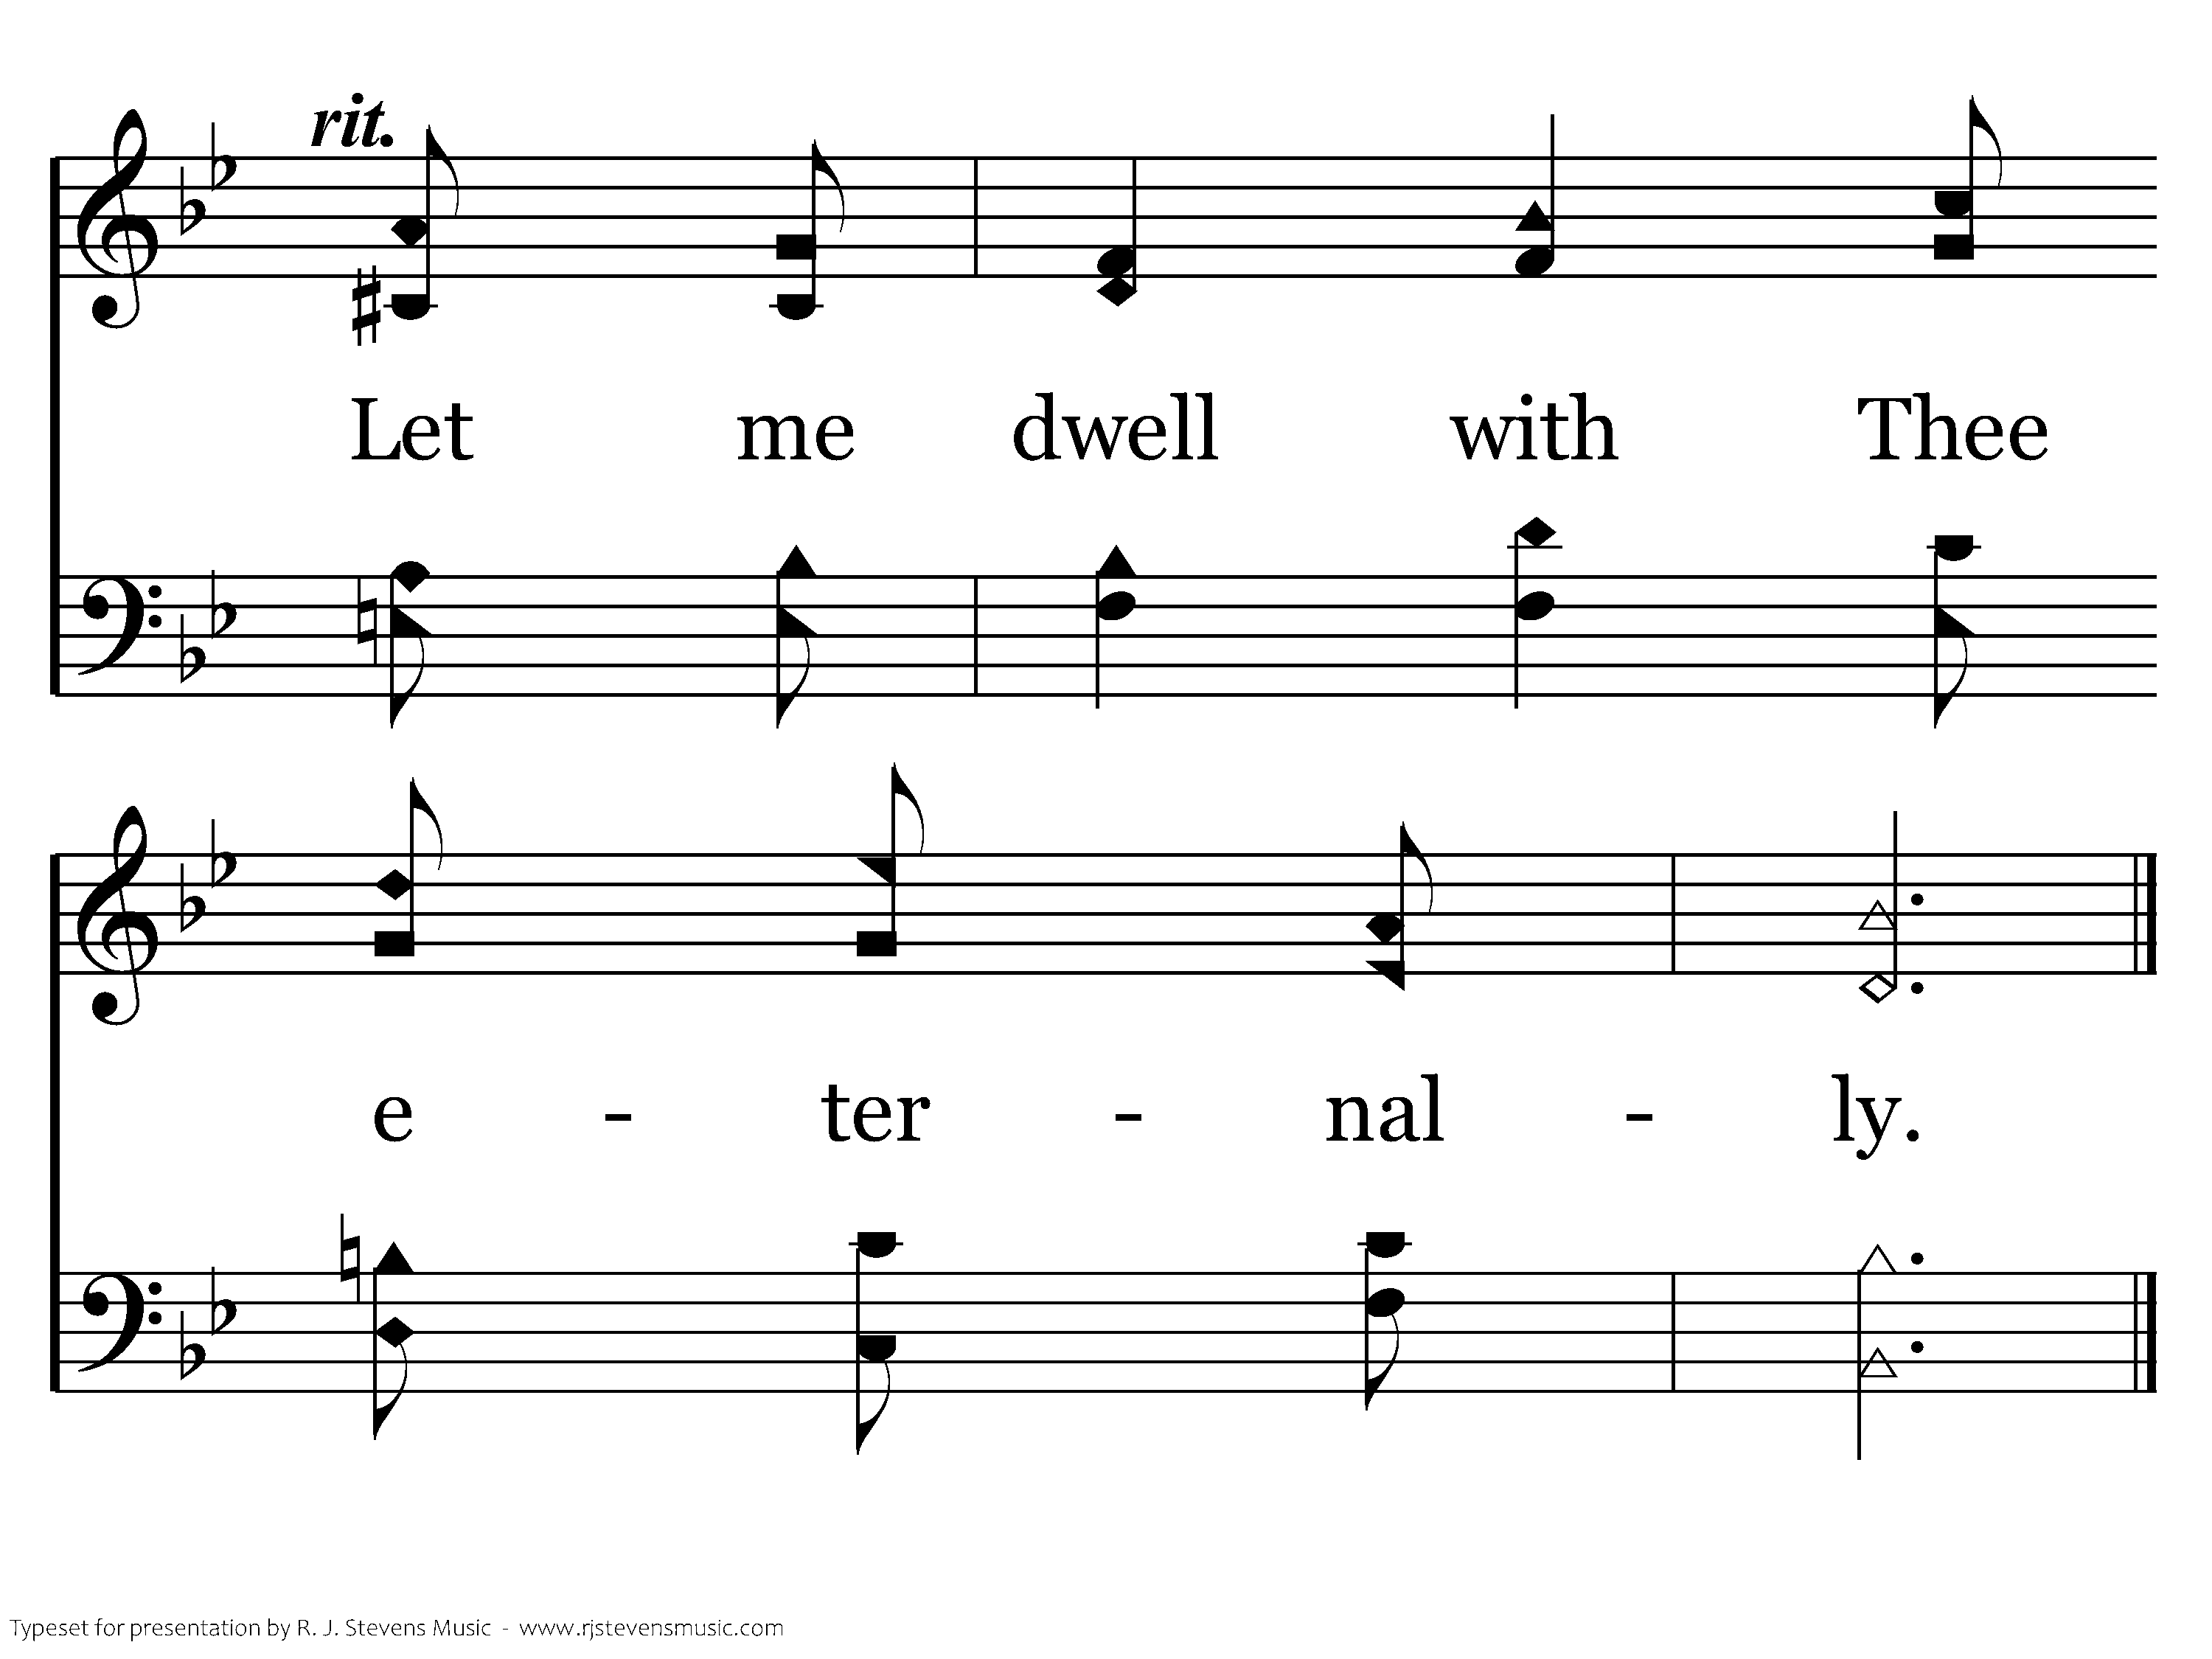 rit.
Let me dwell with Thee
e - ter - nal - ly.
Typeset for presentation by R. J. Stevens Music - www.rjstevensmusic.com